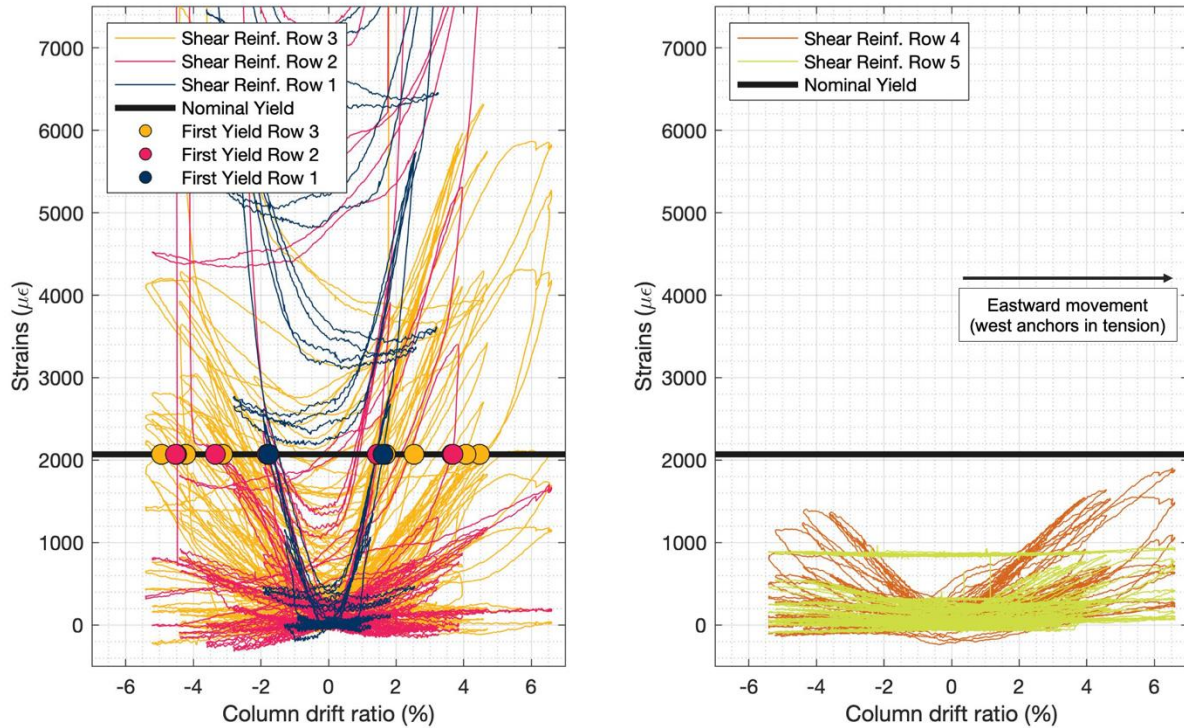 7000
6000
5000
4000
3000
2000
1000
0
Strains (με)
-6
-4
-2
0
2
4
6
Column drift ratio (%)
Shear Reinf. Row 3
Shear Reinf. Row 2
Shear Reinf. Row 1
Nominal Yield
First Yield Row 3
First Yield Row 2
First Yield Row 1
7000
6000
5000
4000
3000
2000
1000
0
Strains (με)
-6
-4
-2
0
2
4
6
Column drift ratio (%)
Shear Reinf. Row 4
Shear Reinf. Row 5
Nominal Yield
Eastward movement
(west anchors in tension)